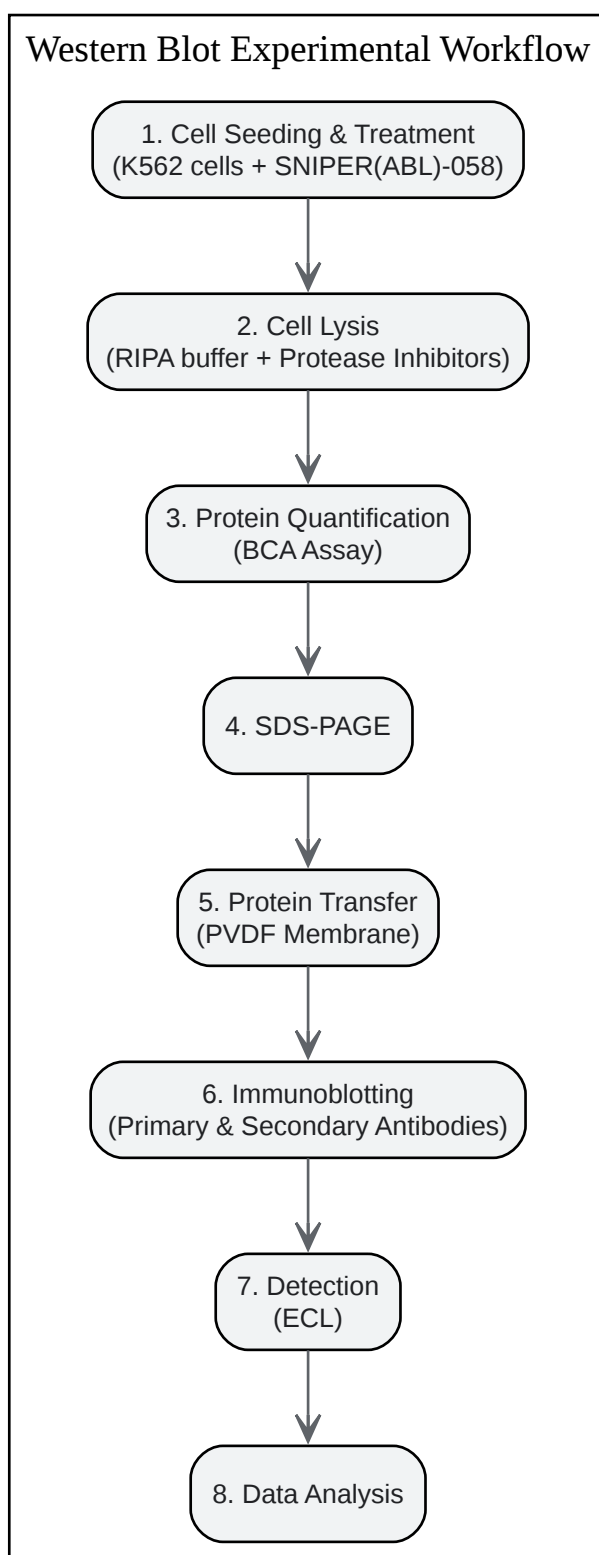 Western Blot Experimental Workflow
1. Cell Seeding & Treatment
(K562 cells + SNIPER(ABL)-058)
2. Cell Lysis
(RIPA buffer + Protease Inhibitors)
3. Protein Quantification
(BCA Assay)
4. SDS-PAGE
5. Protein Transfer
(PVDF Membrane)
6. Immunoblotting
(Primary & Secondary Antibodies)
7. Detection
(ECL)
8. Data Analysis